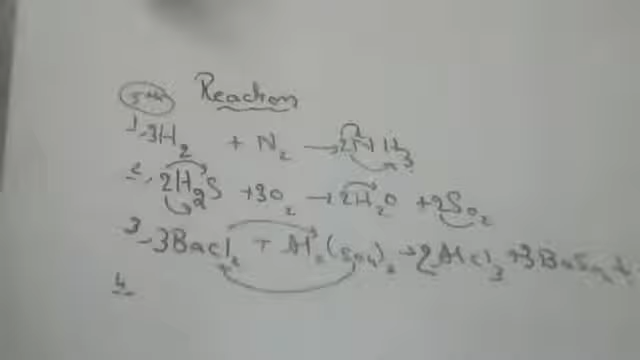 Reaction
1. 3H2 + N2 → 2NH3
2. 2H2S + 3O2 → 2H2O + 2SO2
3. 3BaCl2 + Al2(SO4)3 → 2AlCl3 + 3BaSO4
4